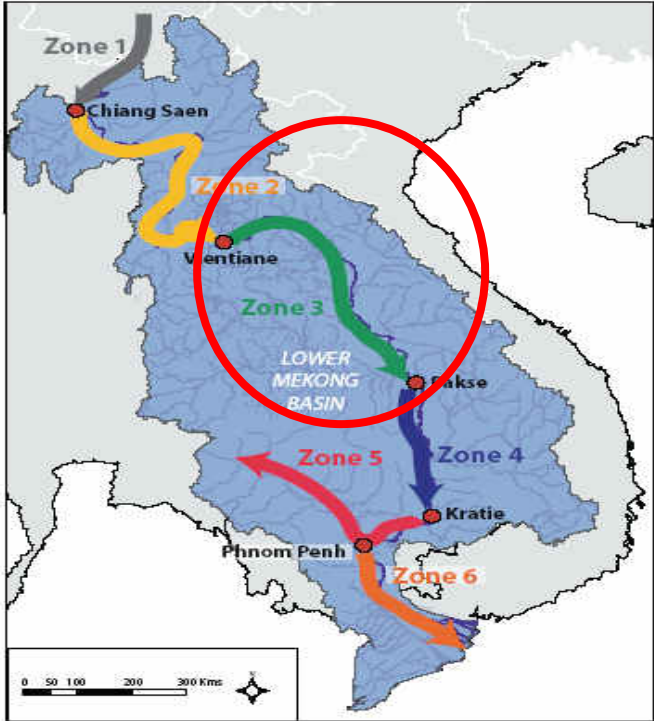 Zone 1
Chiang Saen
Zone 2
Vientiane
Zone 3
LOWER
MEKONG
BASIN
Pakse
Zone 5
Zone 4
Kratie
Phnom Penh
Zone 6
0 50 100 200 300 Kms
N